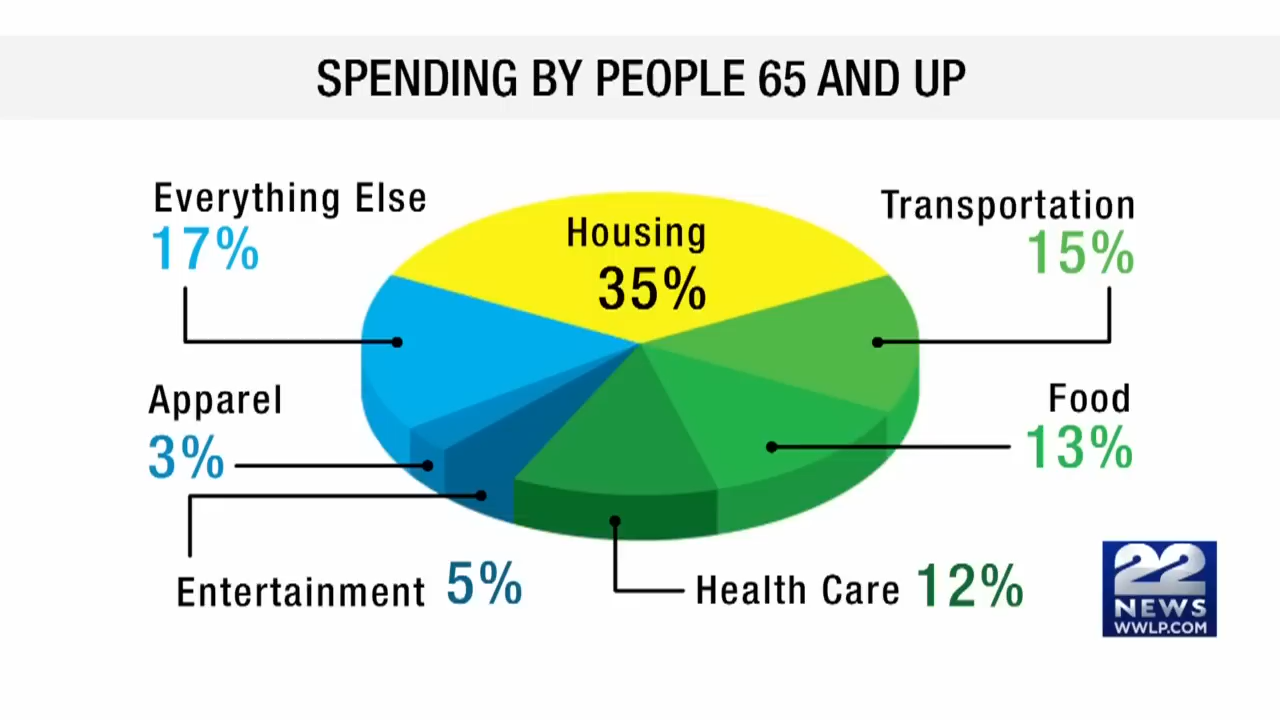 SPENDING BY PEOPLE 65 AND UP
Everything Else
17%
Housing
35%
Transportation
15%
Apparel
3%
Food
13%
Entertainment 5%
Health Care 12%
22
NEWS
WWLP.COM